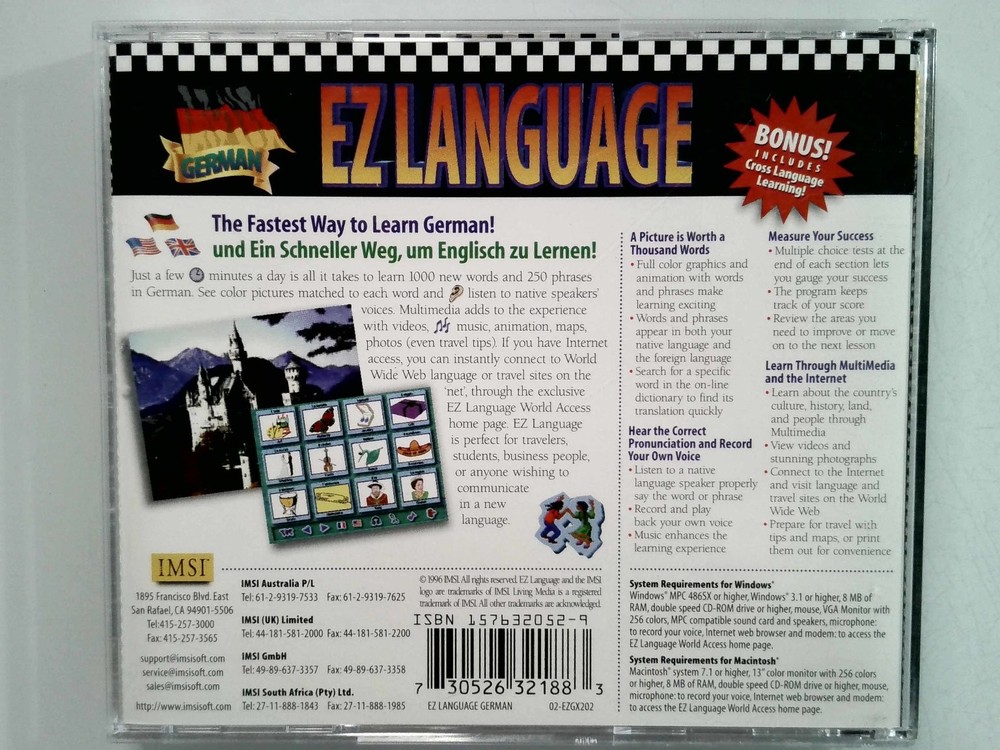 EZ LANGUAGE
GERMAN
BONUS!
INCLUDES
Cross Language
Learning!
The Fastest Way to Learn German!
und Ein Schneller Weg, um Englisch zu Lernen!
Just a few minutes a day is all it takes to learn 1000 new words and 250 phrases
in German. See color pictures matched to each word and listen to native speakers'
voices. Multimedia adds to the experience
with videos, music, animation, maps,
photos (even travel tips). If you have Internet
access, you can instantly connect to World
Wide Web language or travel sites on the
'net', through the exclusive
EZ Language World Access
home page. EZ Language
is perfect for travelers,
students, business people,
or anyone wishing to
communicate
in a new
language.
A Picture is Worth a
Thousand Words
• Full color graphics and
animation with words
and phrases make
learning exciting
• Words and phrases
appear in both your
native language and
the foreign language
• Search for a specific
word in the on-line
dictionary to find its
translation quickly
Hear the Correct
Pronunciation and Record
Your Own Voice
• Listen to a native
language speaker properly
say the word or phrase
• Record and play
back your own voice
• Music enhances the
learning experience
Measure Your Success
• Multiple choice tests at the
end of each section lets
you gauge your success
• The program keeps
track of your score
• Review the areas you
need to improve or move
on to the next lesson
Learn Through MultiMedia
and the Internet
• Learn about the country's
culture, history, land,
and people through
Multimedia
• View videos and
stunning photographs
• Connect to the Internet
and visit language and
travel sites on the World
Wide Web
• Prepare for travel with
tips and maps, or print
them out for convenience
IMSI
1895 Francisco Blvd. East
San Rafael, CA 94901-5506
Tel:415-257-3000
Fax: 415-257-3565
support@imsisoft.com
service@imsisoft.com
sales@imsisoft.com
http://www.imsisoft.com
IMSI Australia P/L
Tel: 61-2-9319-7533 Fax: 61-2-9319-7625
IMSI (UK) Limited
Tel: 44-181-581-2000 Fax: 44-181-581-2200
IMSI GmbH
Tel: 49-89-637-3357 Fax: 49-89-637-3358
IMSI South Africa (Pty) Ltd.
Tel: 27-11-888-1843 Fax: 27-11-888-1985
© 1996 IMSI. All rights reserved. EZ Language and the IMSI
logo are trademarks of IMSI. Living Media is a registered
trademark of IMSI. All other trademarks are acknowledged.
ISBN 157632052-9
7 30526 32188 3
EZ LANGUAGE GERMAN 02-EZGX202
System Requirements for Windows®
Windows® MPC 486SX or higher, Windows® 3.1 or higher, 8 MB of
RAM, double speed CD-ROM drive or higher, mouse, VGA Monitor with
256 colors, MPC compatible sound card and speakers, microphone:
to record your voice, Internet web browser and modem: to access the
EZ Language World Access home page.
System Requirements for Macintosh®
Macintosh® system 7.1 or higher, 13" color monitor with 256 colors
or higher, 8 MB of RAM, double speed CD-ROM drive or higher, mouse,
microphone: to record your voice, Internet web browser and modem:
to access the EZ Language World Access home page.